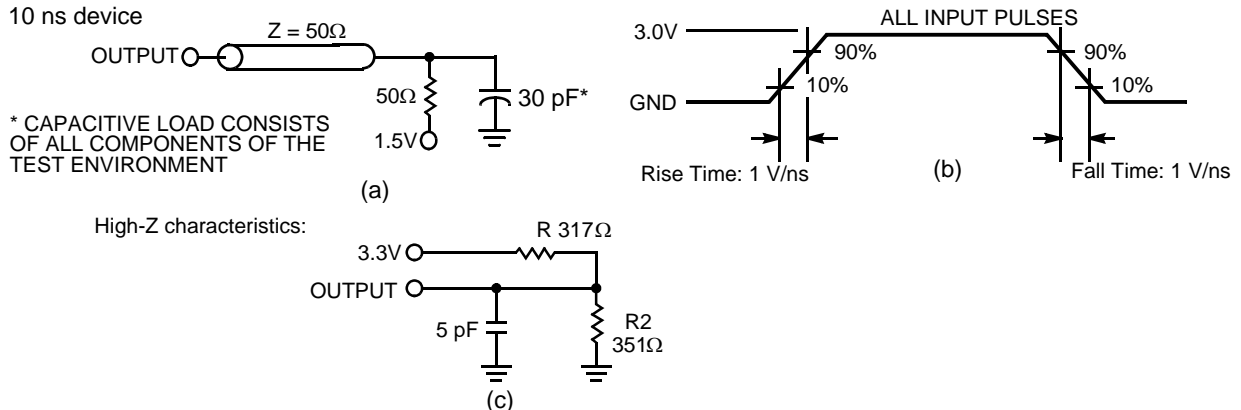 10 ns device
Z = 50Ω
OUTPUT
50Ω
30 pF*
1.5V
* CAPACITIVE LOAD CONSISTS
OF ALL COMPONENTS OF THE
TEST ENVIRONMENT
(a)
ALL INPUT PULSES
3.0V
90%
10%
GND
90%
10%
Rise Time: 1 V/ns
(b)
Fall Time: 1 V/ns
High-Z characteristics:
R 317Ω
3.3V
OUTPUT
5 pF
R2
351Ω
(c)